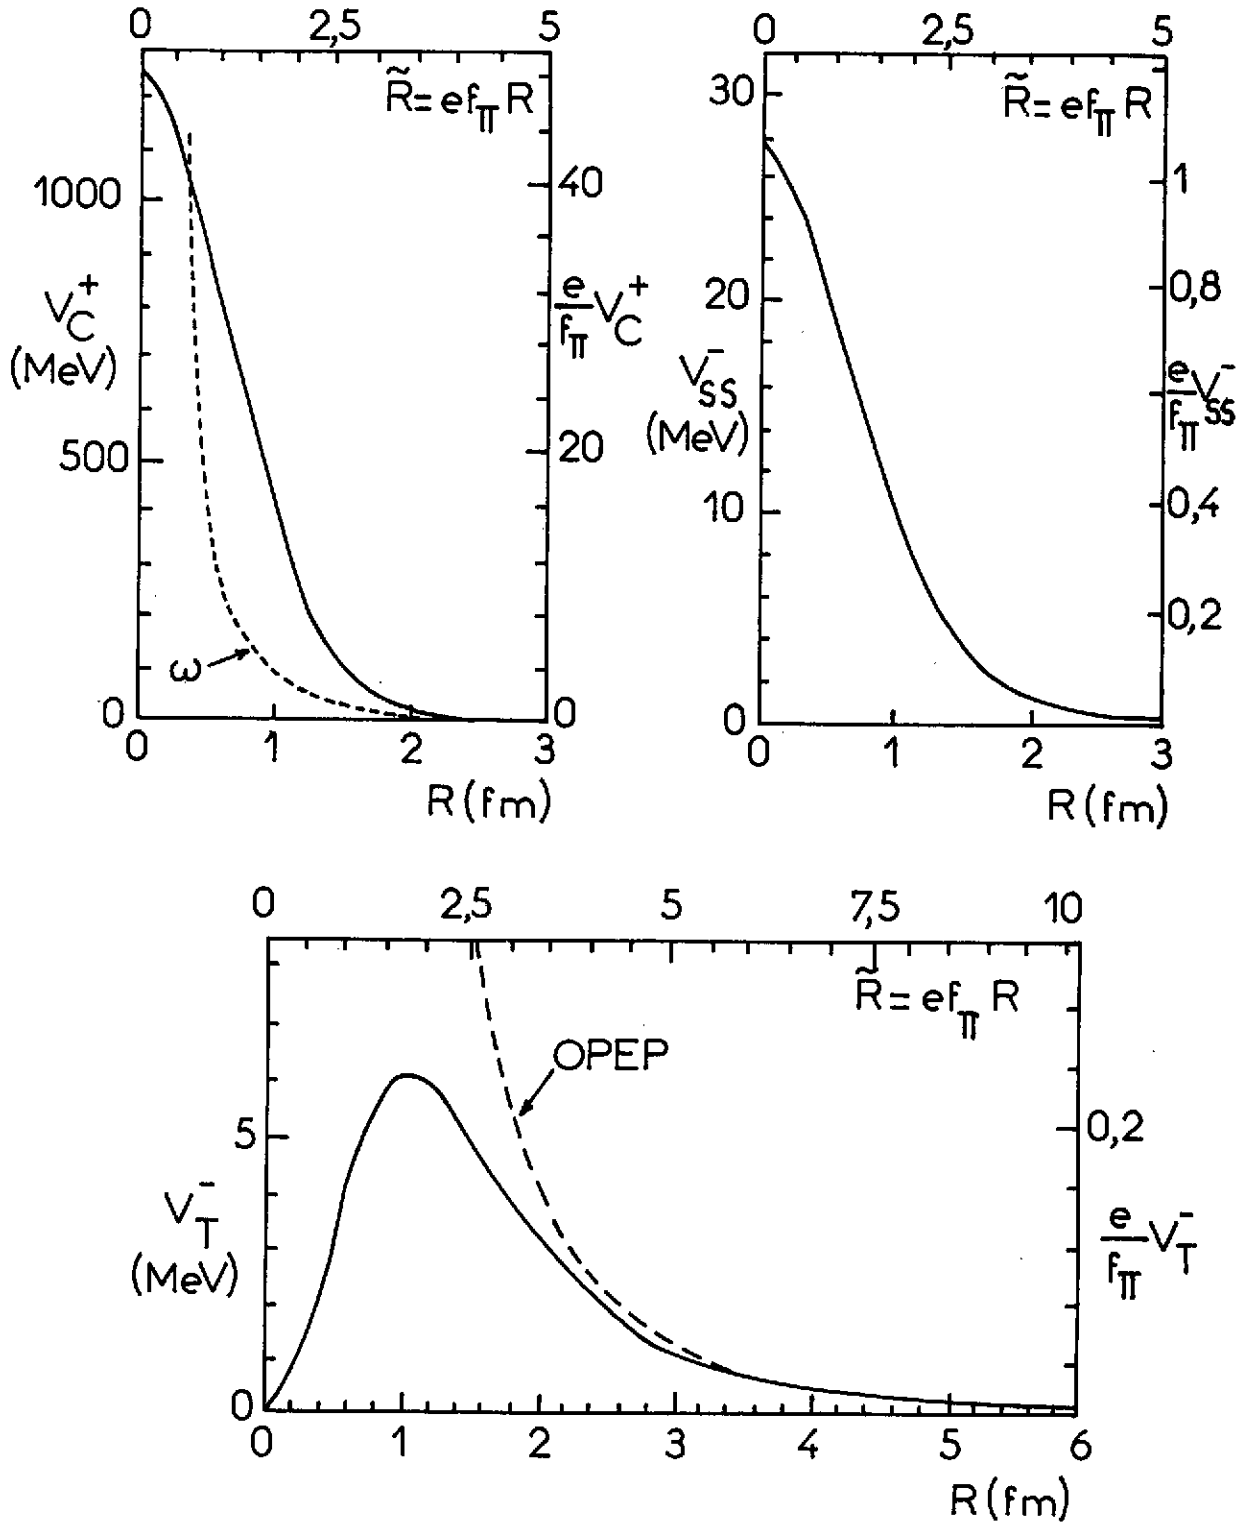 0 2,5 5
R̃ = ef_π R
1000
500
0
V_C^+
(MeV)
40
20
0
e/f_π V_C^+
ω
0 1 2 3
R (fm)
0 2,5 5
R̃ = ef_π R
30
20
10
0
V_SS^-
(MeV)
1
0,8
0,4
0,2
e/f_π V_SS^-
0 1 2 3
R (fm)
0 2,5 5 7,5 10
R̃ = ef_π R
OPEP
5
0
V_T^-
(MeV)
0,2
e/f_π V_T^-
0 1 2 3 4 5 6
R (fm)